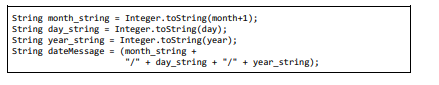 String month_string = Integer.toString(month+1);
String day_string = Integer.toString(day);
String year_string = Integer.toString(year);
String dateMessage = (month_string +
"/" + day_string + "/" + year_string);